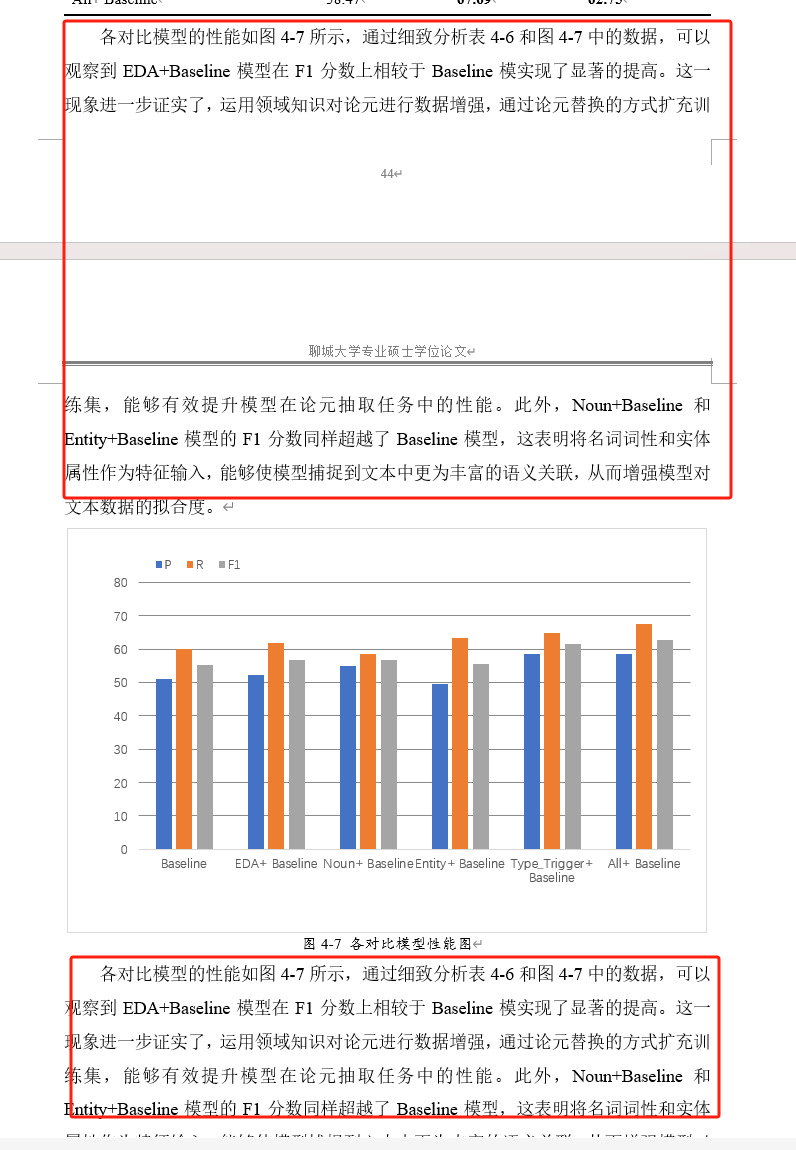 All+ Baseline 58.47 67.69 62.73
各对比模型的性能如图 4-7 所示，通过细致分析表 4-6 和图 4-7 中的数据，可以
观察到 EDA+Baseline 模型在 F1 分数上相较于 Baseline 模实现了显著的提高。这一
现象进一步证实了，运用领域知识对论元进行数据增强，通过论元替换的方式扩充训
44
聊城大学专业硕士学位论文
练集，能够有效提升模型在论元抽取任务中的性能。此外，Noun+Baseline 和
Entity+Baseline 模型的 F1 分数同样超越了 Baseline 模型，这表明将名词词性和实体
属性作为特征输入，能够使模型捕捉到文本中更为丰富的语义关联，从而增强模型对
文本数据的拟合度。
P R F1
80
70
60
50
40
30
20
10
0
Baseline EDA+ Baseline Noun+ Baseline Entity+ Baseline Type_Trigger+ Baseline All+ Baseline
图 4-7 各对比模型性能图
各对比模型的性能如图 4-7 所示，通过细致分析表 4-6 和图 4-7 中的数据，可以
观察到 EDA+Baseline 模型在 F1 分数上相较于 Baseline 模实现了显著的提高。这一
现象进一步证实了，运用领域知识对论元进行数据增强，通过论元替换的方式扩充训
练集，能够有效提升模型在论元抽取任务中的性能。此外，Noun+Baseline 和
Entity+Baseline 模型的 F1 分数同样超越了 Baseline 模型，这表明将名词词性和实体